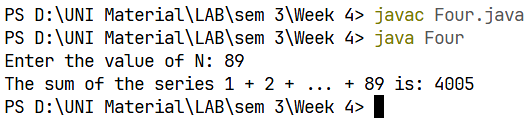 PS D:\UNI Material\LAB\sem 3\Week 4> javac Four.java
PS D:\UNI Material\LAB\sem 3\Week 4> java Four
Enter the value of N: 89
The sum of the series 1 + 2 + ... + 89 is: 4005
PS D:\UNI Material\LAB\sem 3\Week 4>